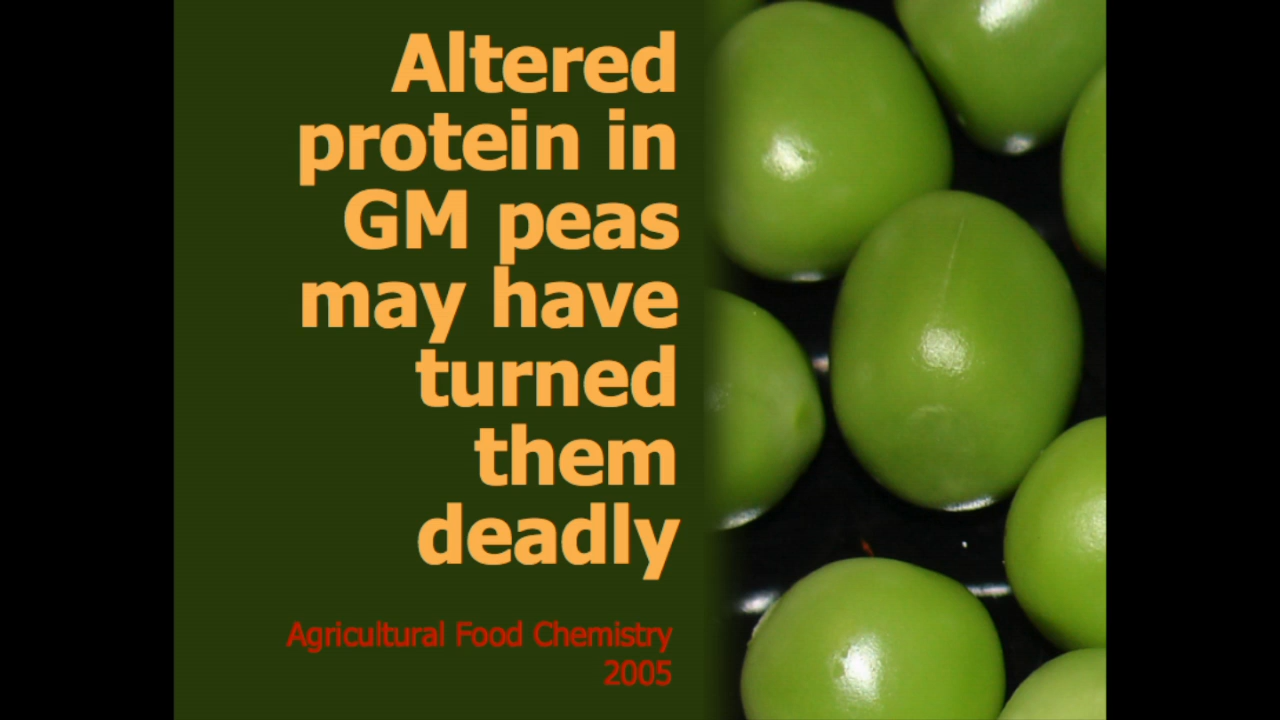 Altered
protein in
GM peas
may have
turned
them
deadly
Agricultural Food Chemistry
2005